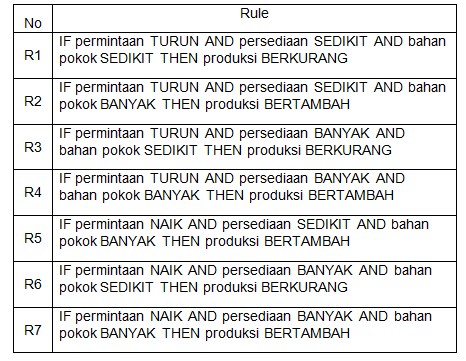 No
Rule
R1
IF permintaan TURUN AND persediaan SEDIKIT AND bahan
pokok SEDIKIT THEN produksi BERKURANG
R2
IF permintaan TURUN AND persediaan SEDIKIT AND bahan
pokok BANYAK THEN produksi BERTAMBAH
R3
IF permintaan TURUN AND persediaan BANYAK AND
bahan pokok SEDIKIT THEN produksi BERKURANG
R4
IF permintaan TURUN AND persediaan BANYAK AND
bahan pokok BANYAK THEN produksi BERTAMBAH
R5
IF permintaan NAIK AND persediaan SEDIKIT AND bahan
pokok BANYAK THEN produksi BERTAMBAH
R6
IF permintaan NAIK AND persediaan BANYAK AND bahan
pokok SEDIKIT THEN produksi BERKURANG
R7
IF permintaan NAIK AND persediaan BANYAK AND bahan
pokok BANYAK THEN produksi BERTAMBAH